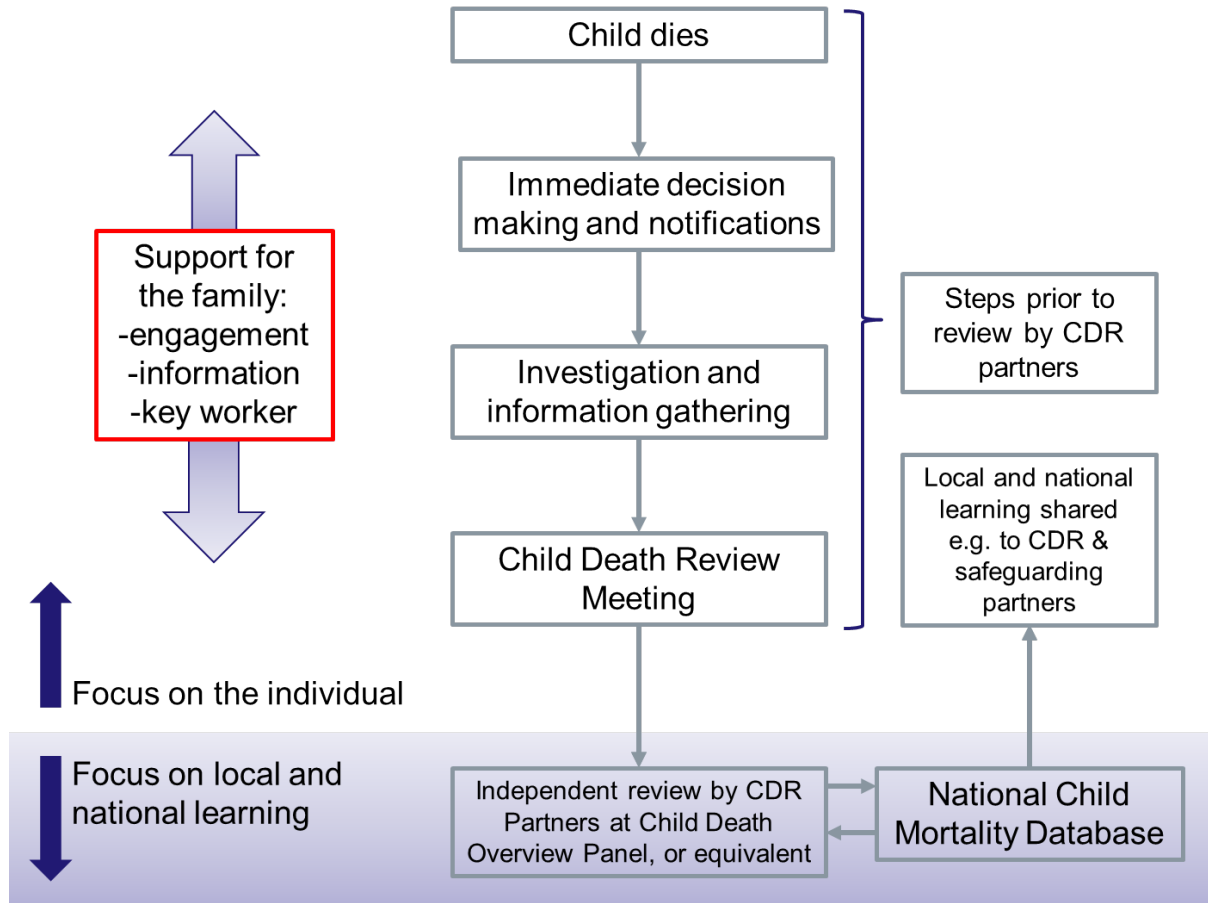 Child dies
Immediate decision
making and notifications
Support for
the family:
-engagement
-information
-key worker
Steps prior to
review by CDR
partners
Investigation and
information gathering
Local and national
learning shared
e.g. to CDR &
safeguarding
partners
Child Death Review
Meeting
Focus on the individual
Focus on local and
national learning
Independent review by CDR
Partners at Child Death
Overview Panel, or equivalent
National Child
Mortality Database